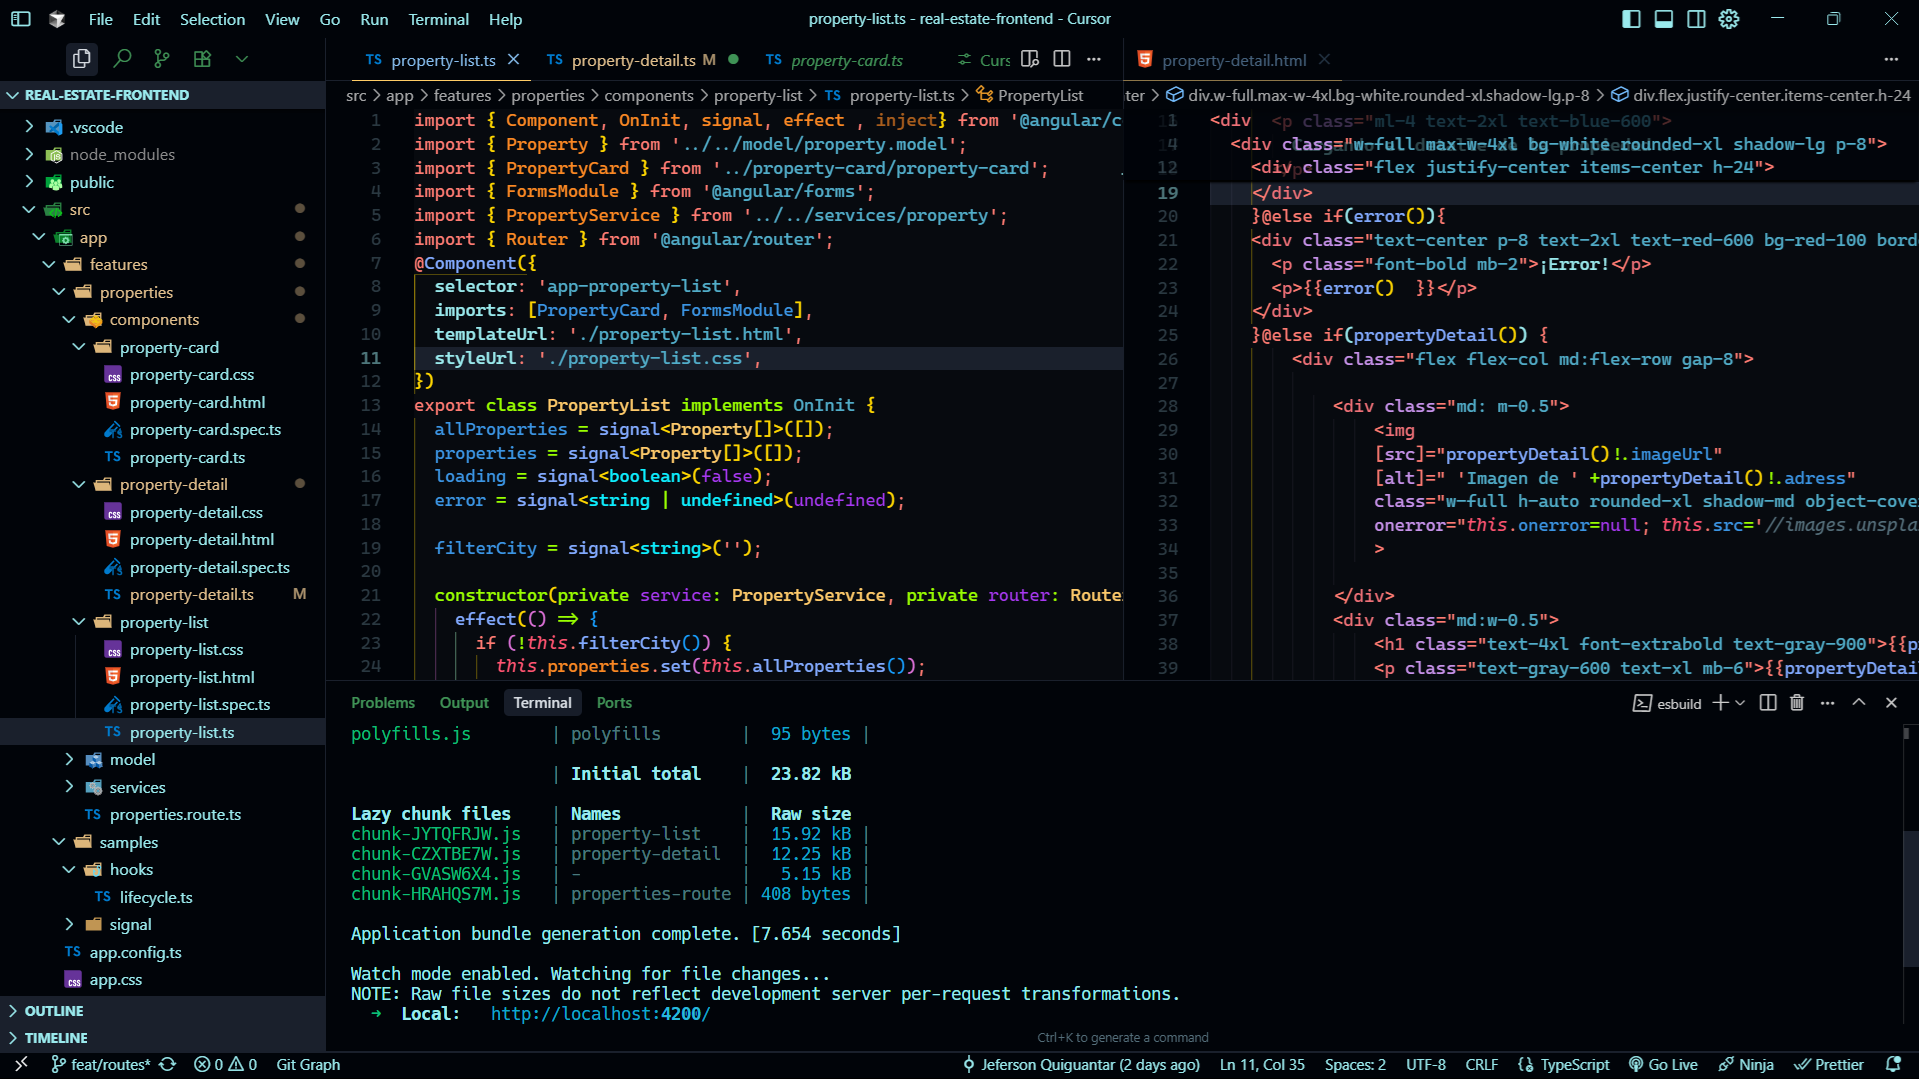 File Edit Selection View Go Run Terminal Help
property-list.ts - real-estate-frontend - Cursor
REAL-ESTATE-FRONTEND
.vscode
node_modules
public
src
app
features
properties
components
property-card
property-card.css
property-card.html
property-card.spec.ts
TS property-card.ts
property-detail
property-detail.css
property-detail.html
property-detail.spec.ts
TS property-detail.ts M
property-list
property-list.css
property-list.html
property-list.spec.ts
TS property-list.ts
model
services
TS properties.route.ts
samples
hooks
TS lifecycle.ts
signal
TS app.config.ts
app.css
OUTLINE
TIMELINE
TS property-list.ts TS property-detail.ts M TS property-card.ts Curs
src > app > features > properties > components > property-list > TS property-list.ts > PropertyList
1 import { Component, OnInit, signal, effect , inject} from '@angular/c
2 import { Property } from '../../model/property.model';
3 import { PropertyCard } from '../property-card/property-card';
4 import { FormsModule } from '@angular/forms';
5 import { PropertyService } from '../../services/property';
6 import { Router } from '@angular/router';
7 @Component({
8 selector: 'app-property-list',
9 imports: [PropertyCard, FormsModule],
10 templateUrl: './property-list.html',
11 styleUrl: './property-list.css',
12 })
13 export class PropertyList implements OnInit {
14 allProperties = signal<Property[]>([]);
15 properties = signal<Property[]>([]);
16 loading = signal<boolean>(false);
17 error = signal<string | undefined>(undefined);
18
19 filterCity = signal<string>('');
20
21 constructor(private service: PropertyService, private router: Route
22 effect(() => {
23 if (!this.filterCity()) {
24 this.properties.set(this.allProperties());
property-detail.html
ter > div.w-full.max-w-4xl.bg-white.rounded-xl.shadow-lg.p-8 > div.flex.justify-center.items-center.h-24
1 <div <p class="ml-4 text-2xl text-blue-600">
4 <div class="w-full max-w-4xl bg-white rounded-xl shadow-lg p-8">
12 <div class="flex justify-center items-center h-24">
19 </div>
20 }@else if(error()){
21 <div class="text-center p-8 text-2xl text-red-600 bg-red-100 bord
22 <p class="font-bold mb-2">¡Error!</p>
23 <p>{{error() }}</p>
24 </div>
25 }@else if(propertyDetail()) {
26 <div class="flex flex-col md:flex-row gap-8">
27
28 <div class="md: m-0.5">
29 <img
30 [src]="propertyDetail()!.imageUrl"
31 [alt]=" 'Imagen de ' +propertyDetail()!.adress"
32 class="w-full h-auto rounded-xl shadow-md object-cove
33 onerror="this.onerror=null; this.src='//images.unspla
34 >
35
36 </div>
37 <div class="md:w-0.5">
38 <h1 class="text-4xl font-extrabold text-gray-900">{{p
39 <p class="text-gray-600 text-xl mb-6">{{propertyDetai
Problems Output Terminal Ports
esbuild
polyfills.js | polyfills | 95 bytes |
| Initial total | 23.82 kB
Lazy chunk files | Names | Raw size
chunk-JYTQFRJW.js | property-list | 15.92 kB |
chunk-CZXTBE7W.js | property-detail | 12.25 kB |
chunk-GVASW6X4.js | - | 5.15 kB |
chunk-HRAHQS7M.js | properties-route | 408 bytes |
Application bundle generation complete. [7.654 seconds]
Watch mode enabled. Watching for file changes...
NOTE: Raw file sizes do not reflect development server per-request transformations.
➜ Local: http://localhost:4200/
Ctrl+K to generate a command
feat/routes* 0 0 Git Graph
Jeferson Quiguantar (2 days ago) Ln 11, Col 35 Spaces: 2 UTF-8 CRLF {} TypeScript Go Live Ninja Prettier